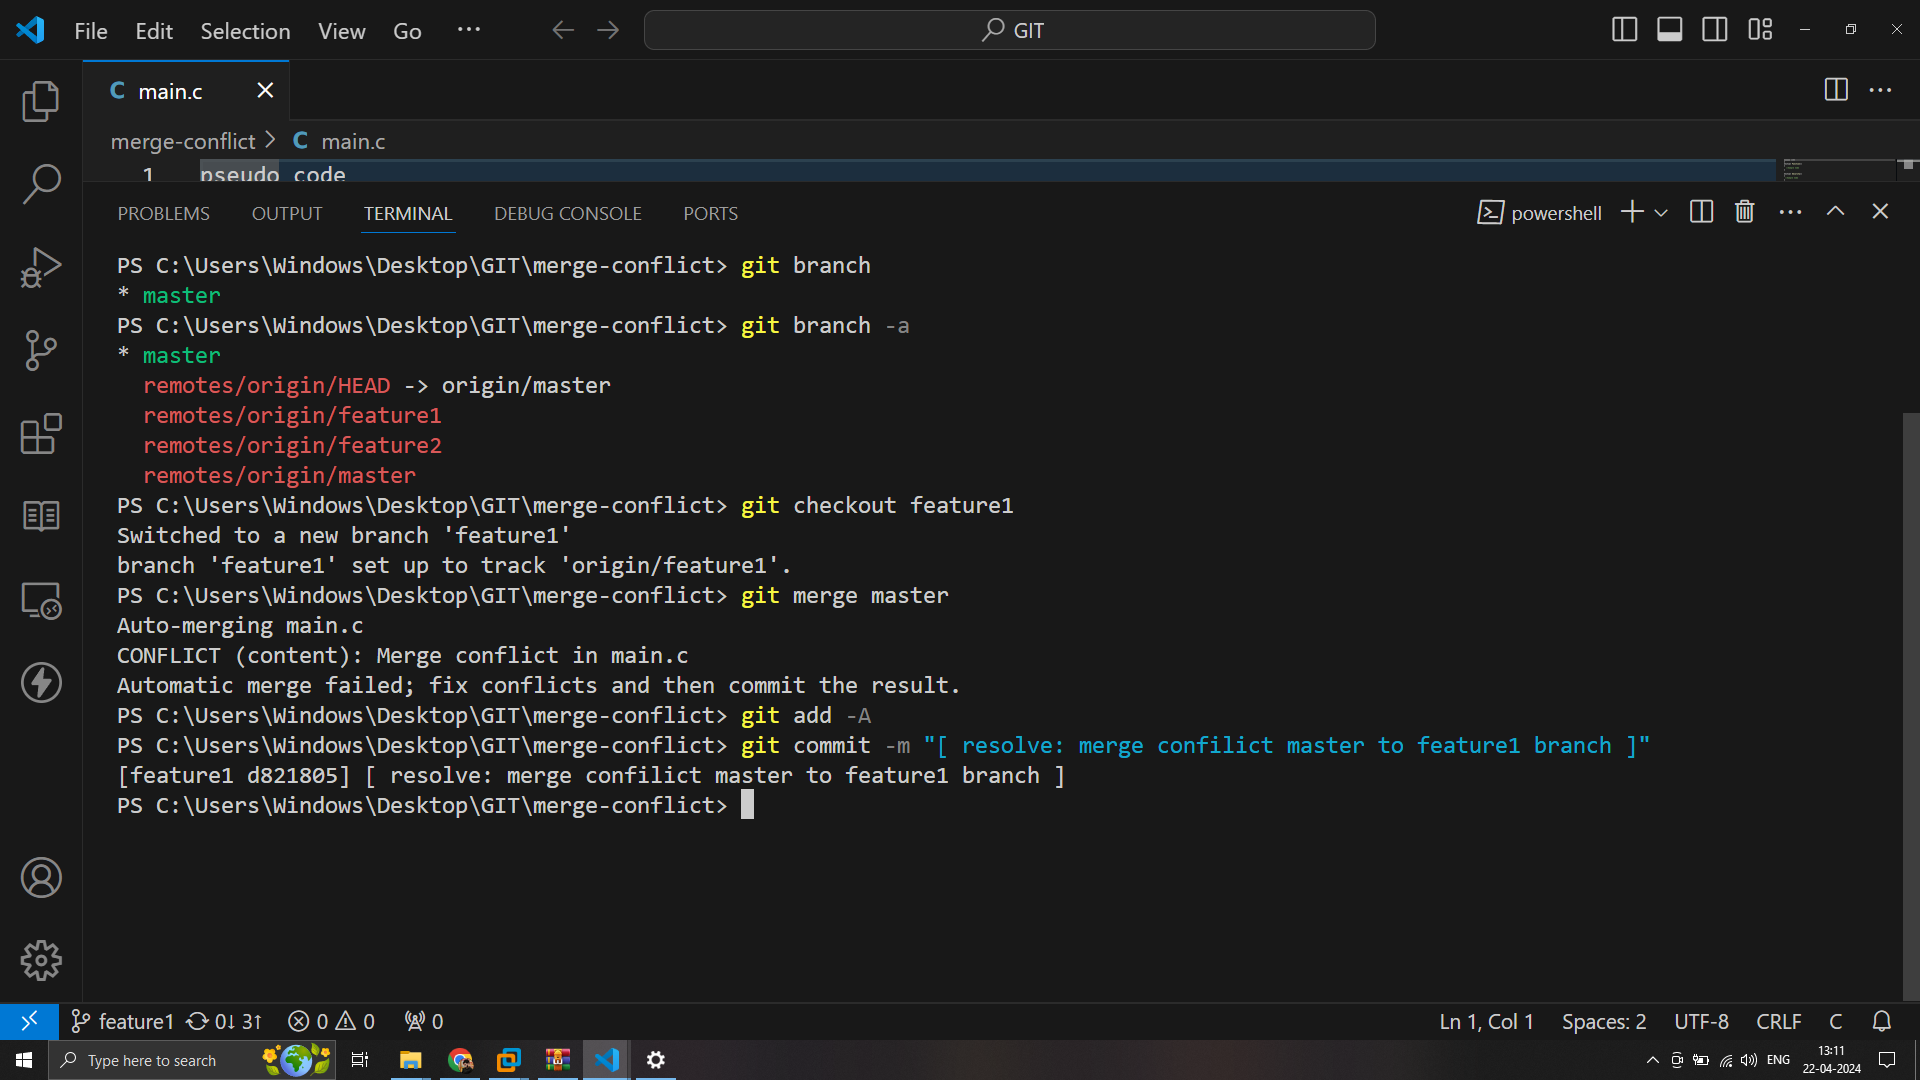 File Edit Selection View Go ··· GIT
C main.c
merge-conflict > C main.c
1 pseudo code
PROBLEMS OUTPUT TERMINAL DEBUG CONSOLE PORTS powershell
PS C:\Users\Windows\Desktop\GIT\merge-conflict> git branch
* master
PS C:\Users\Windows\Desktop\GIT\merge-conflict> git branch -a
* master
remotes/origin/HEAD -> origin/master
remotes/origin/feature1
remotes/origin/feature2
remotes/origin/master
PS C:\Users\Windows\Desktop\GIT\merge-conflict> git checkout feature1
Switched to a new branch 'feature1'
branch 'feature1' set up to track 'origin/feature1'.
PS C:\Users\Windows\Desktop\GIT\merge-conflict> git merge master
Auto-merging main.c
CONFLICT (content): Merge conflict in main.c
Automatic merge failed; fix conflicts and then commit the result.
PS C:\Users\Windows\Desktop\GIT\merge-conflict> git add -A
PS C:\Users\Windows\Desktop\GIT\merge-conflict> git commit -m "[ resolve: merge confilict master to feature1 branch ]"
[feature1 d821805] [ resolve: merge confilict master to feature1 branch ]
PS C:\Users\Windows\Desktop\GIT\merge-conflict>
feature1 0↓ 3↑ 0 0 0 Ln 1, Col 1 Spaces: 2 UTF-8 CRLF C
Type here to search ENG 13:11
22-04-2024